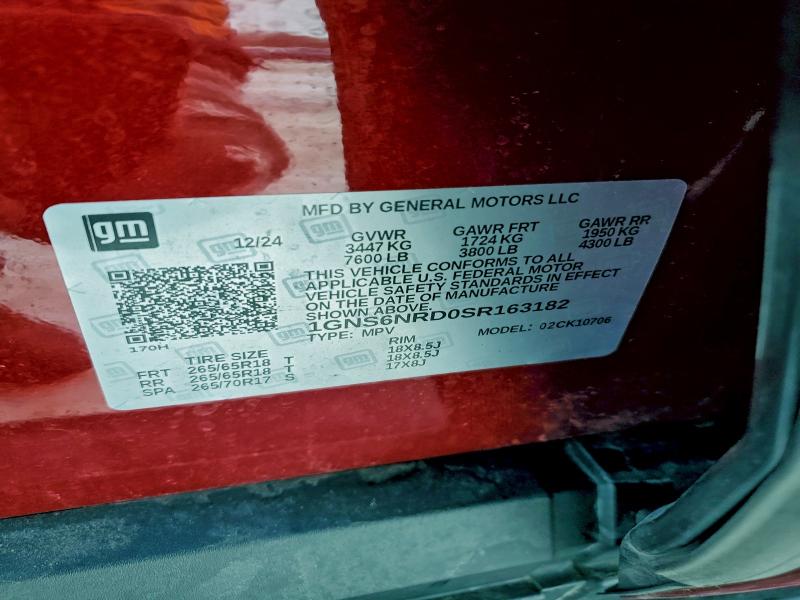 gm
MFD BY GENERAL MOTORS LLC
12/24
GVWR GAWR FRT GAWR RR
3447 KG 1724 KG 1950 KG
7600 LB 3800 LB 4300 LB
THIS VEHICLE CONFORMS TO ALL
APPLICABLE U.S. FEDERAL MOTOR
VEHICLE SAFETY STANDARDS IN EFFECT
ON THE DATE OF MANUFACTURE
SHOWN ABOVE.
1GNS6NRD0SR163182
TYPE: MPV MODEL: 02CK10706
170H
TIRE SIZE RIM
FRT 265/65R18 T 18X8.5J
RR 265/65R18 T 18X8.5J
SPA 265/70R17 S 17X8J